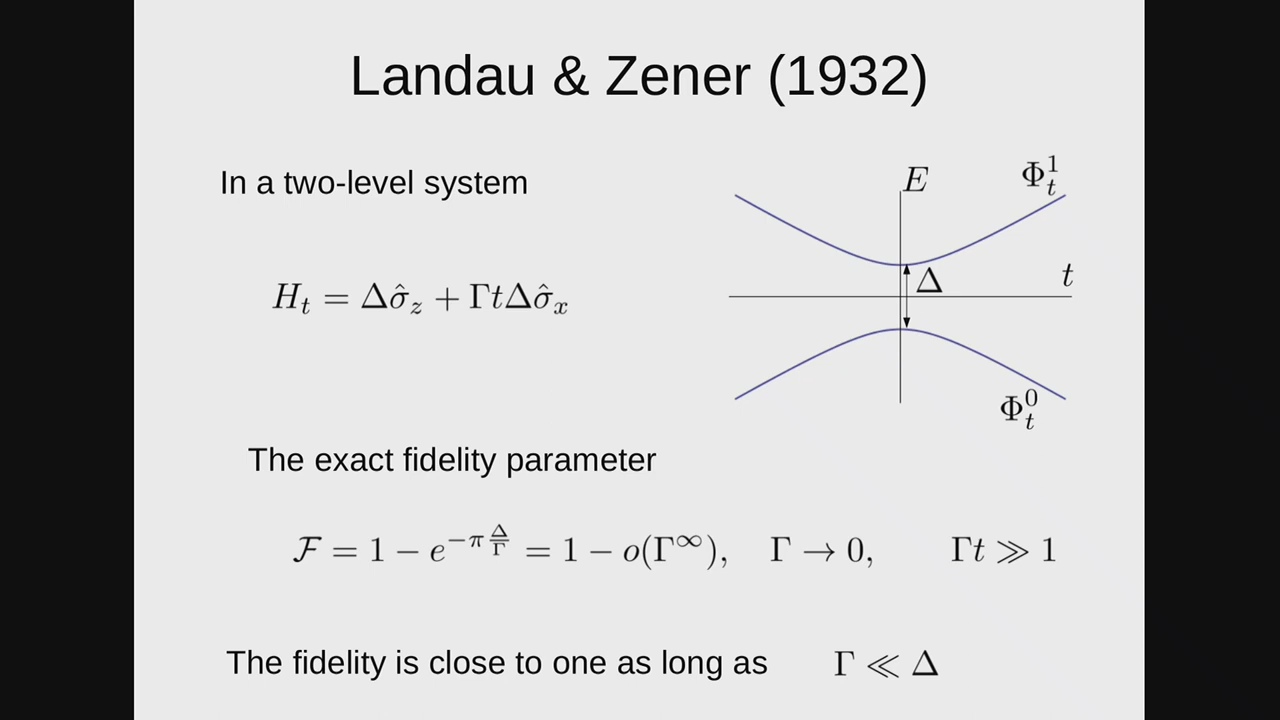 Landau & Zener (1932)
In a two-level system
E
Φ_t^1
H_t = Δσ̂_z + ΓtΔσ̂_x
Δ
t
Φ_t^0
The exact fidelity parameter
ℱ = 1 − e^{−π Δ/Γ} = 1 − o(Γ^∞), Γ → 0, Γt ≫ 1
The fidelity is close to one as long as Γ ≪ Δ